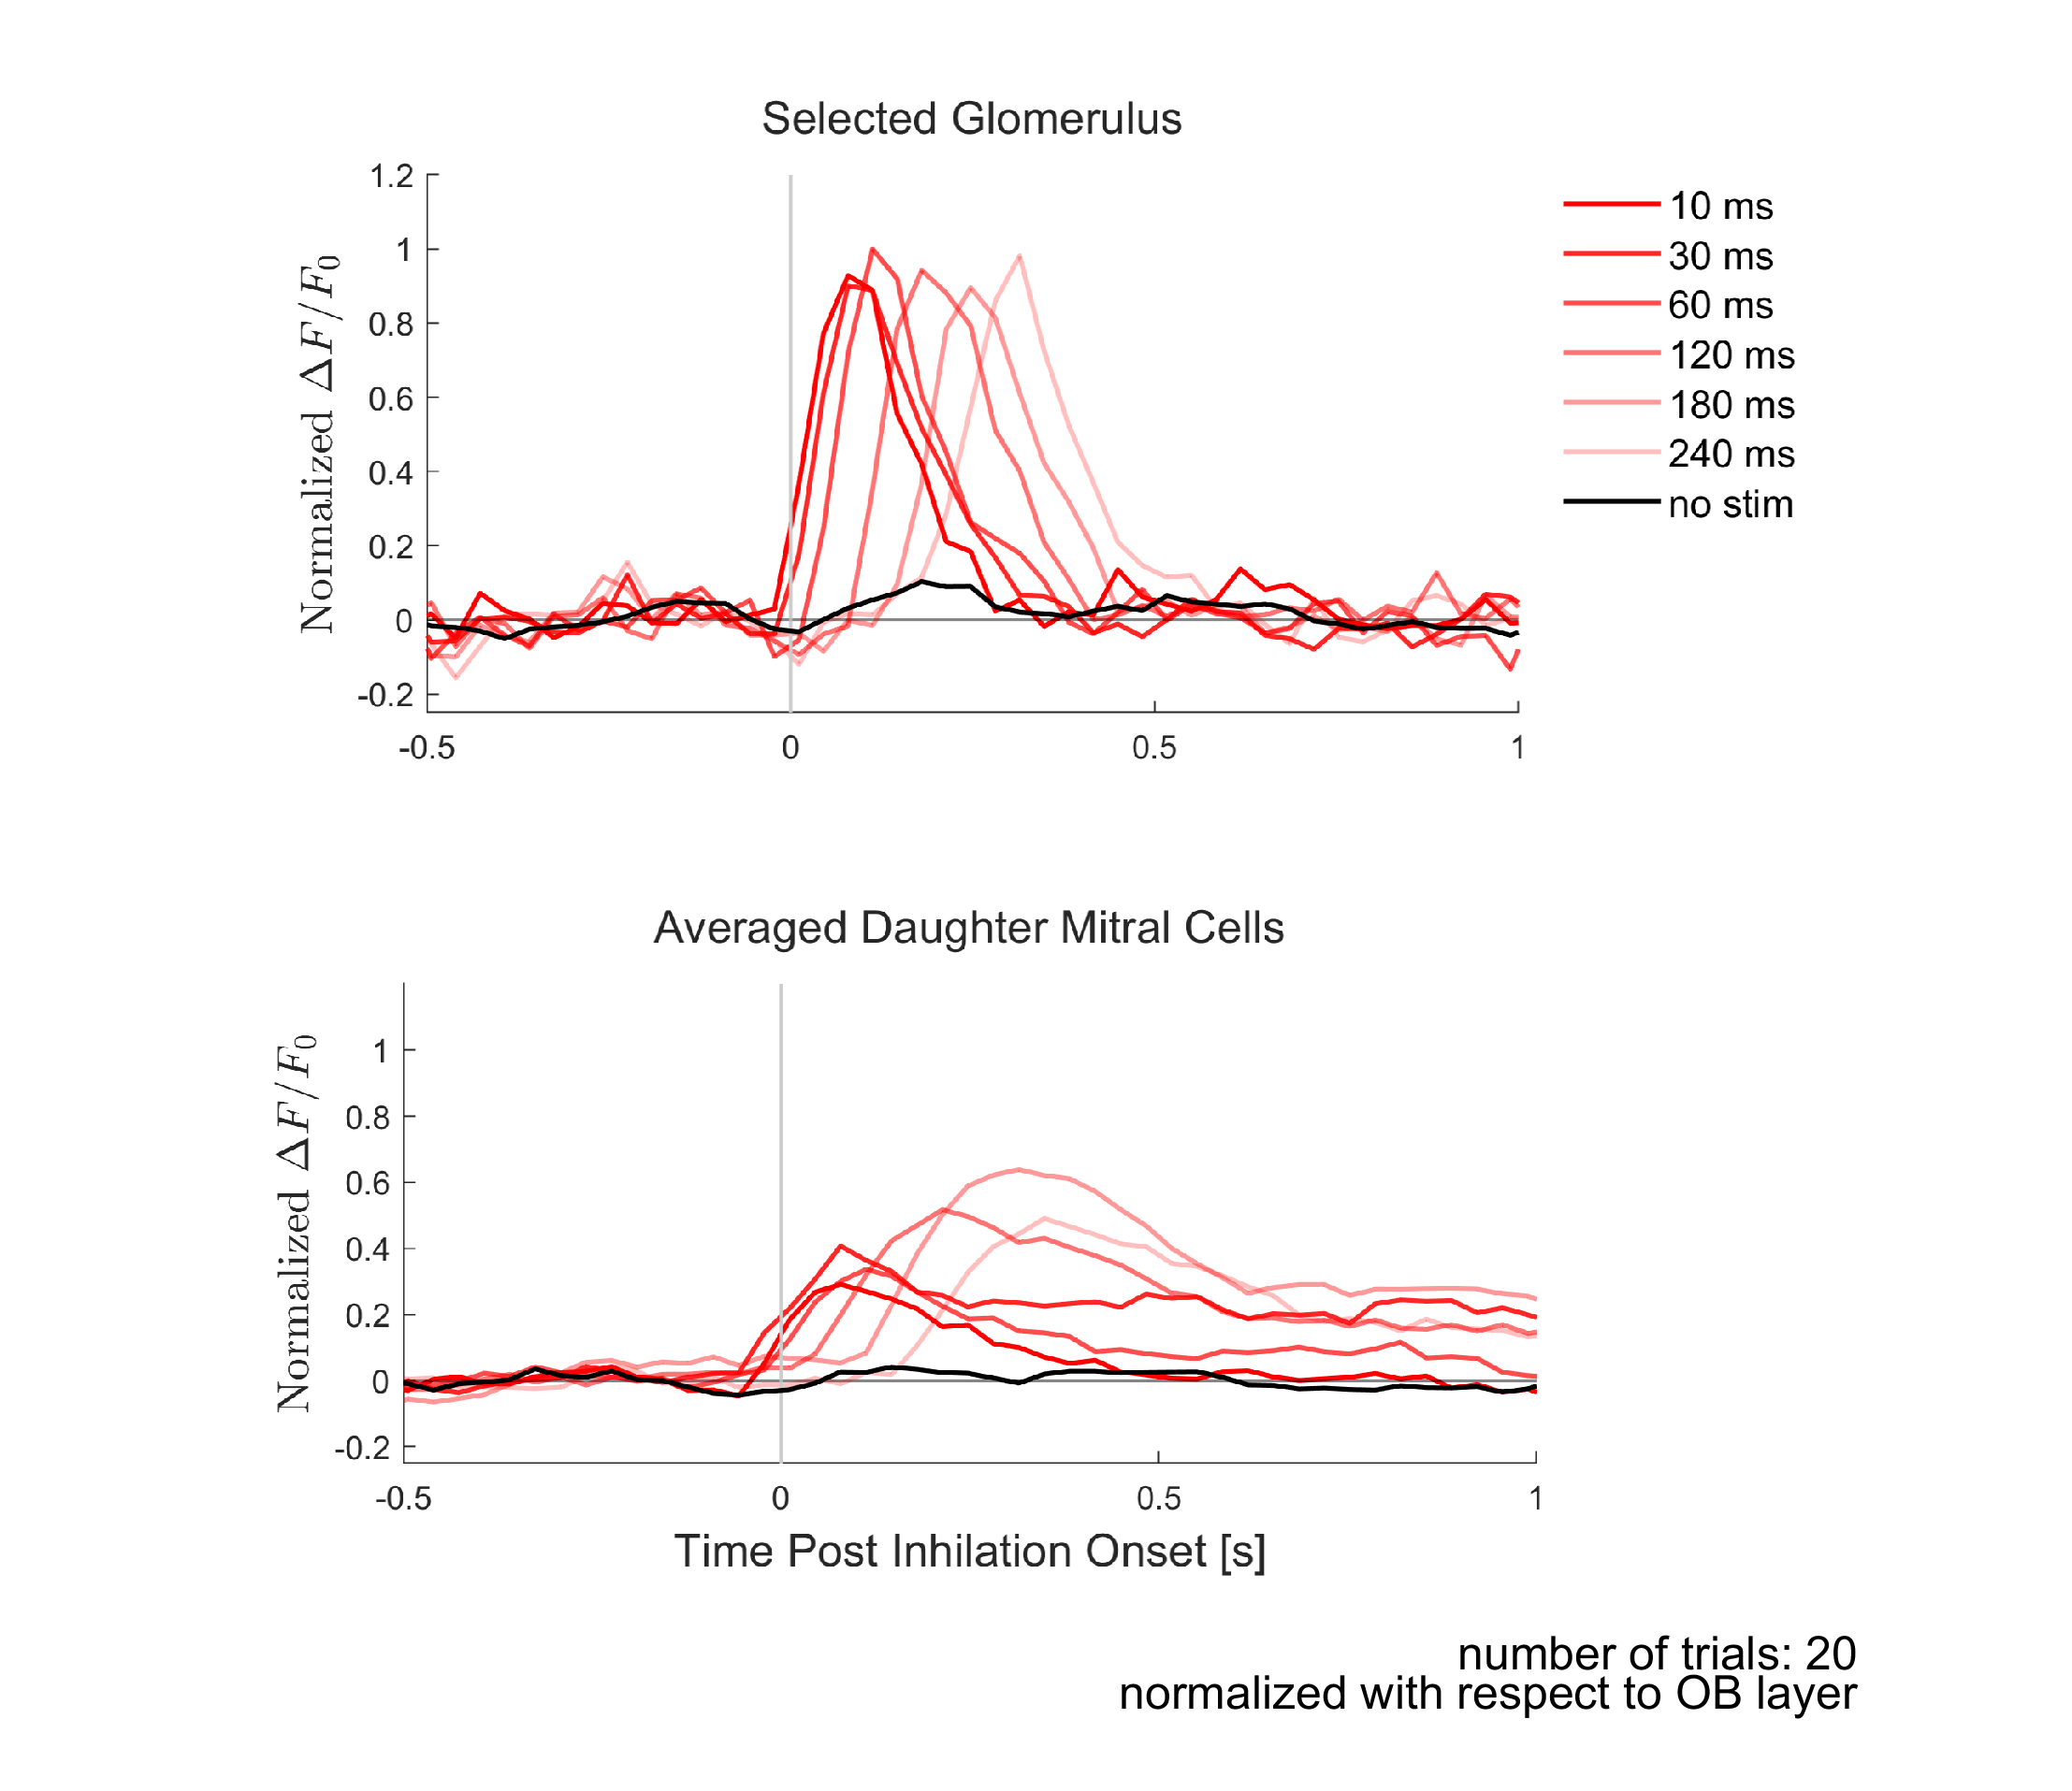 Selected Glomerulus
1.2
1
0.8
0.6
0.4
0.2
0
-0.2
Normalized ΔF/F₀
-0.5 0 0.5 1
10 ms
30 ms
60 ms
120 ms
180 ms
240 ms
no stim
Averaged Daughter Mitral Cells
1
0.8
0.6
0.4
0.2
0
-0.2
Normalized ΔF/F₀
-0.5 0 0.5 1
Time Post Inhilation Onset [s]
number of trials: 20
normalized with respect to OB layer